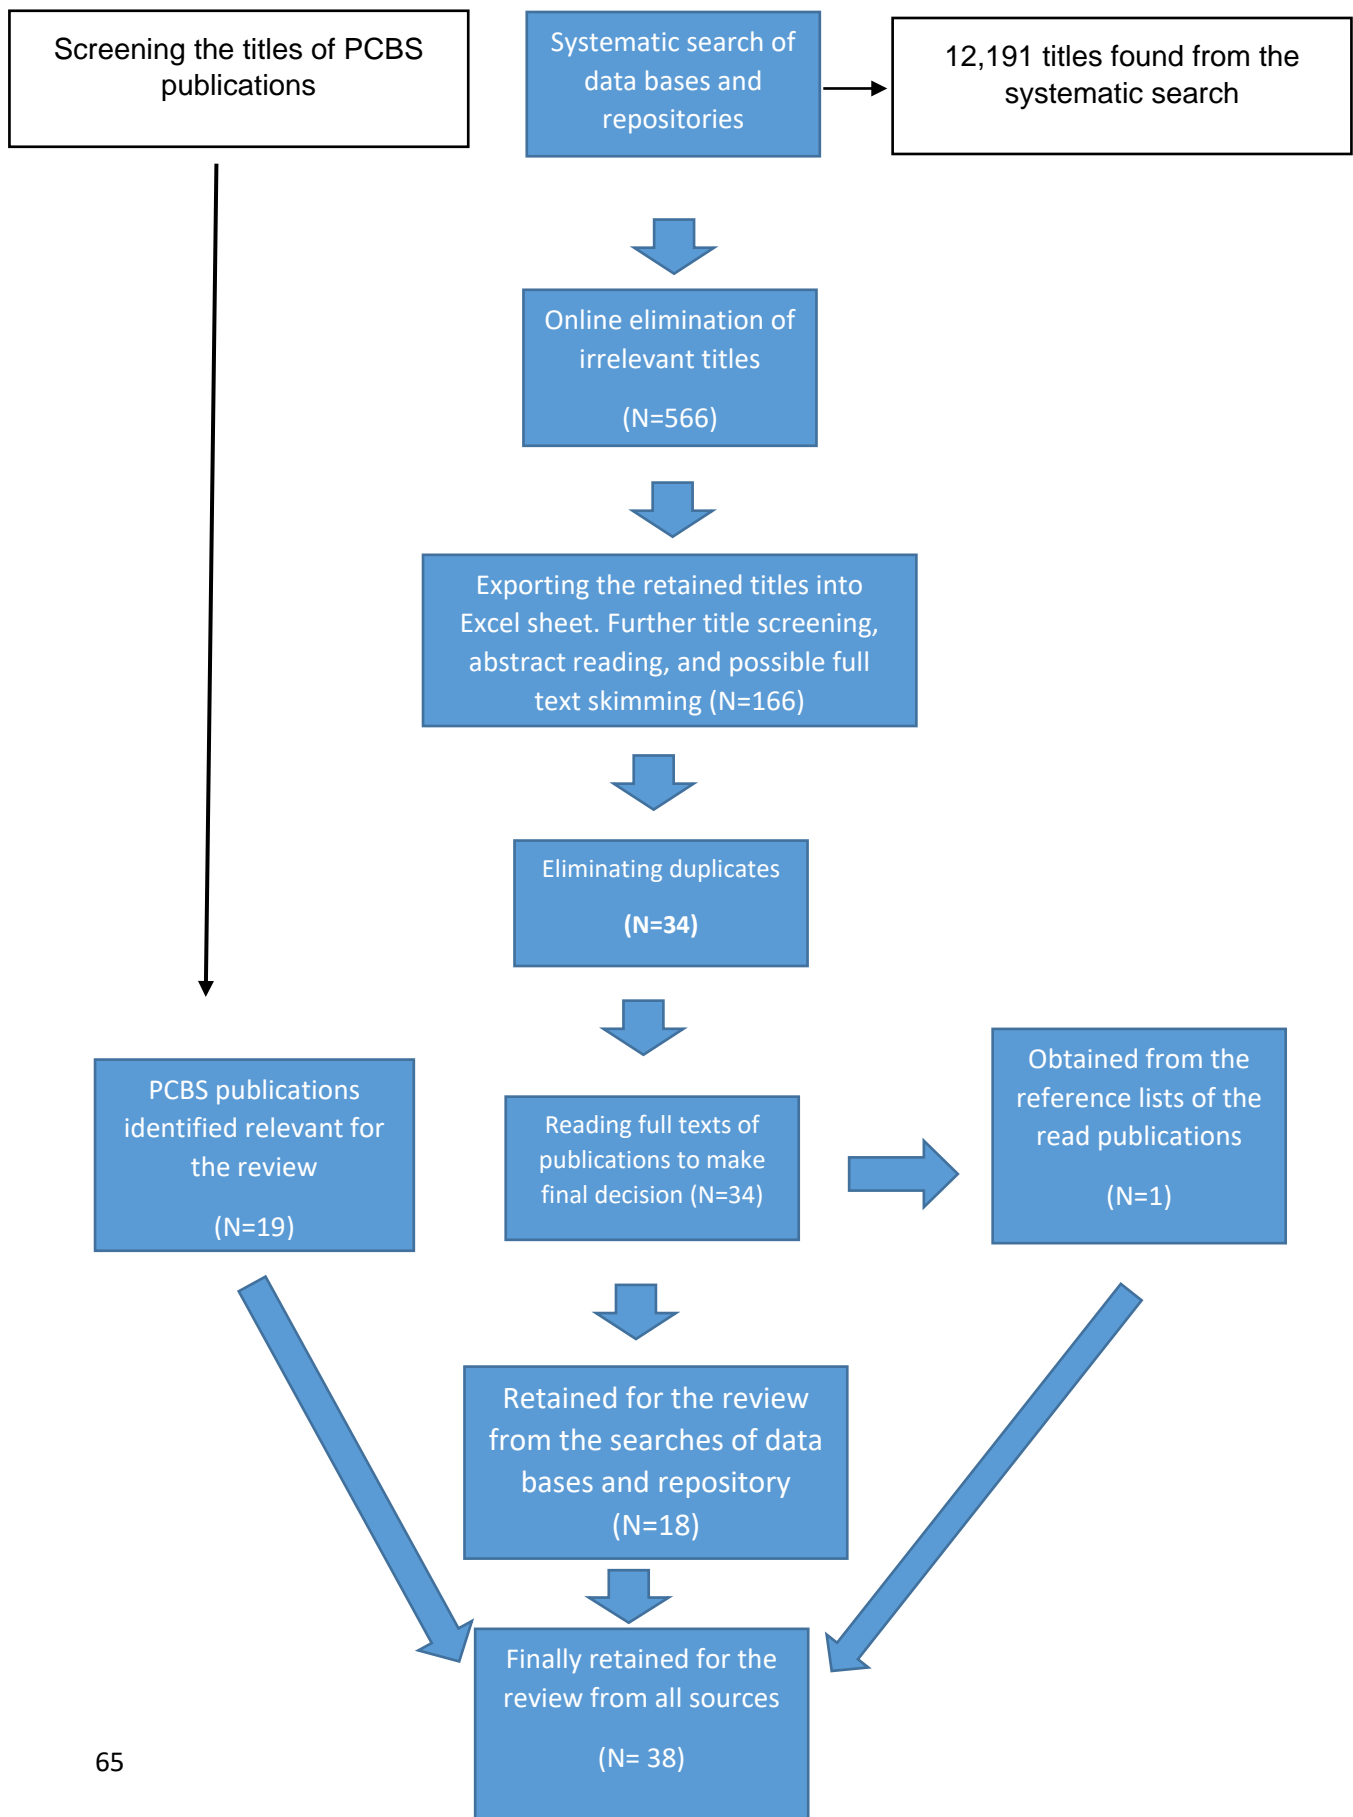 Screening the titles of PCBS
publications
Systematic search of
data bases and
repositories
12,191 titles found from the
systematic search
Online elimination of
irrelevant titles
(N=566)
Exporting the retained titles into
Excel sheet. Further title screening,
abstract reading, and possible full
text skimming (N=166)
Eliminating duplicates
(N=34)
PCBS publications
identified relevant for
the review
(N=19)
Reading full texts of
publications to make
final decision (N=34)
Obtained from the
reference lists of the
read publications
(N=1)
Retained for the review
from the searches of data
bases and repository
(N=18)
Finally retained for the
review from all sources
(N= 38)
65